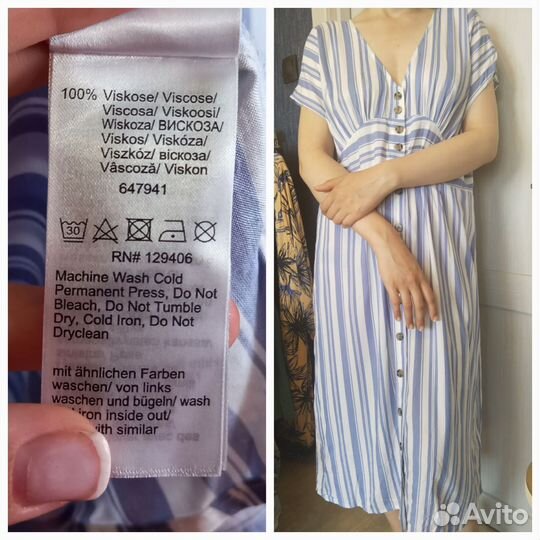 100% Viskose/ Viscose/
Viscosa/ Viskoosi/
Wiskoza/ ВИСКОЗА/
Viskos/ Viskóza/
Viszkóz/ віскоза/
Vâscoză/ Viskon
647941
30
RN# 129406
Machine Wash Cold
Permanent Press, Do Not
Bleach, Do Not Tumble
Dry, Cold Iron, Do Not
Dryclean
mit ähnlichen Farben
waschen/ von links
waschen und bügeln/ wash
iron inside out/
with similar
Avito